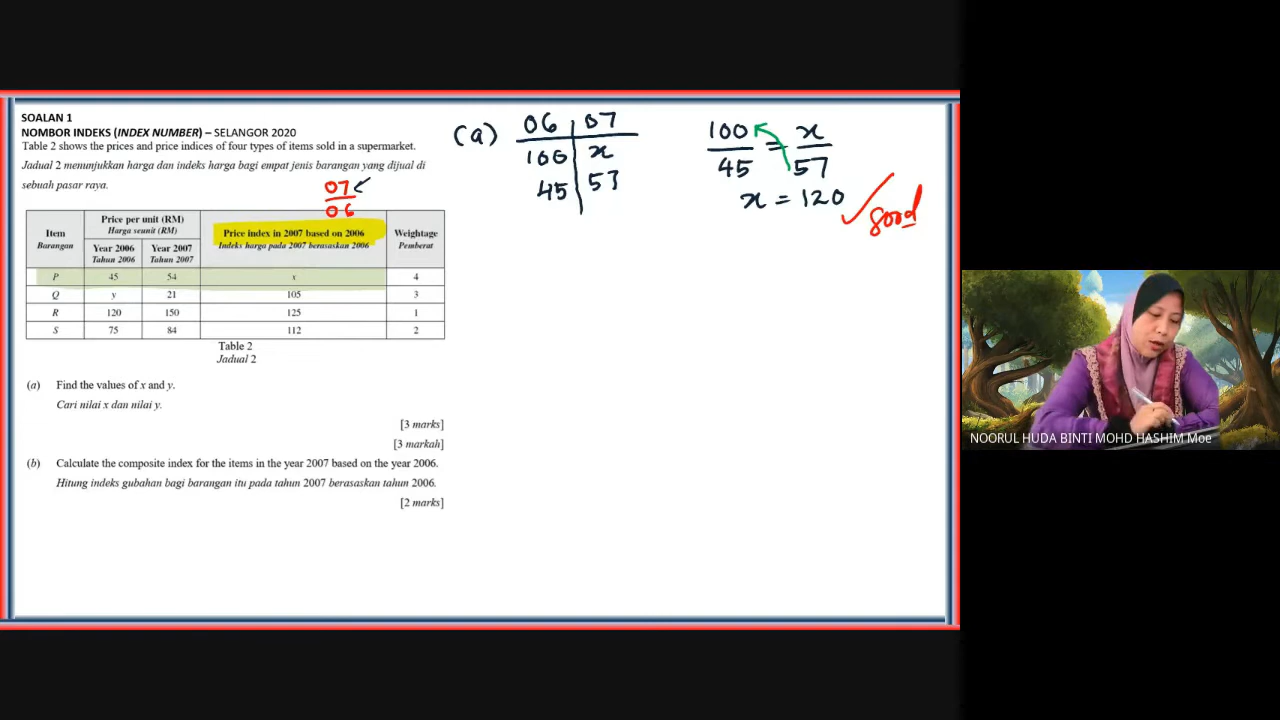 SOALAN 1
NOMBOR INDEKS (INDEX NUMBER) – SELANGOR 2020
Table 2 shows the prices and price indices of four types of items sold in a supermarket.
Jadual 2 menunjukkan harga dan indeks harga bagi empat jenis barangan yang dijual di
sebuah pasar raya.
07
06
Item
Barangan
Price per unit (RM)
Harga seunit (RM)
Year 2006
Tahun 2006
Year 2007
Tahun 2007
Price index in 2007 based on 2006
Indeks harga pada 2007 berasaskan 2006
Weightage
Pemberat
P 45 54 x 4
Q y 21 105 3
R 120 150 125 1
S 75 84 112 2
Table 2
Jadual 2
(a) Find the values of x and y.
Cari nilai x dan nilai y.
[3 marks]
[3 markah]
(b) Calculate the composite index for the items in the year 2007 based on the year 2006.
Hitung indeks gubahan bagi barangan itu pada tahun 2007 berasaskan tahun 2006.
[2 marks]
(a) 06 07
100 x
45 53
100 = x
45 57
x = 120
good
NOORUL HUDA BINTI MOHD HASHIM Moe